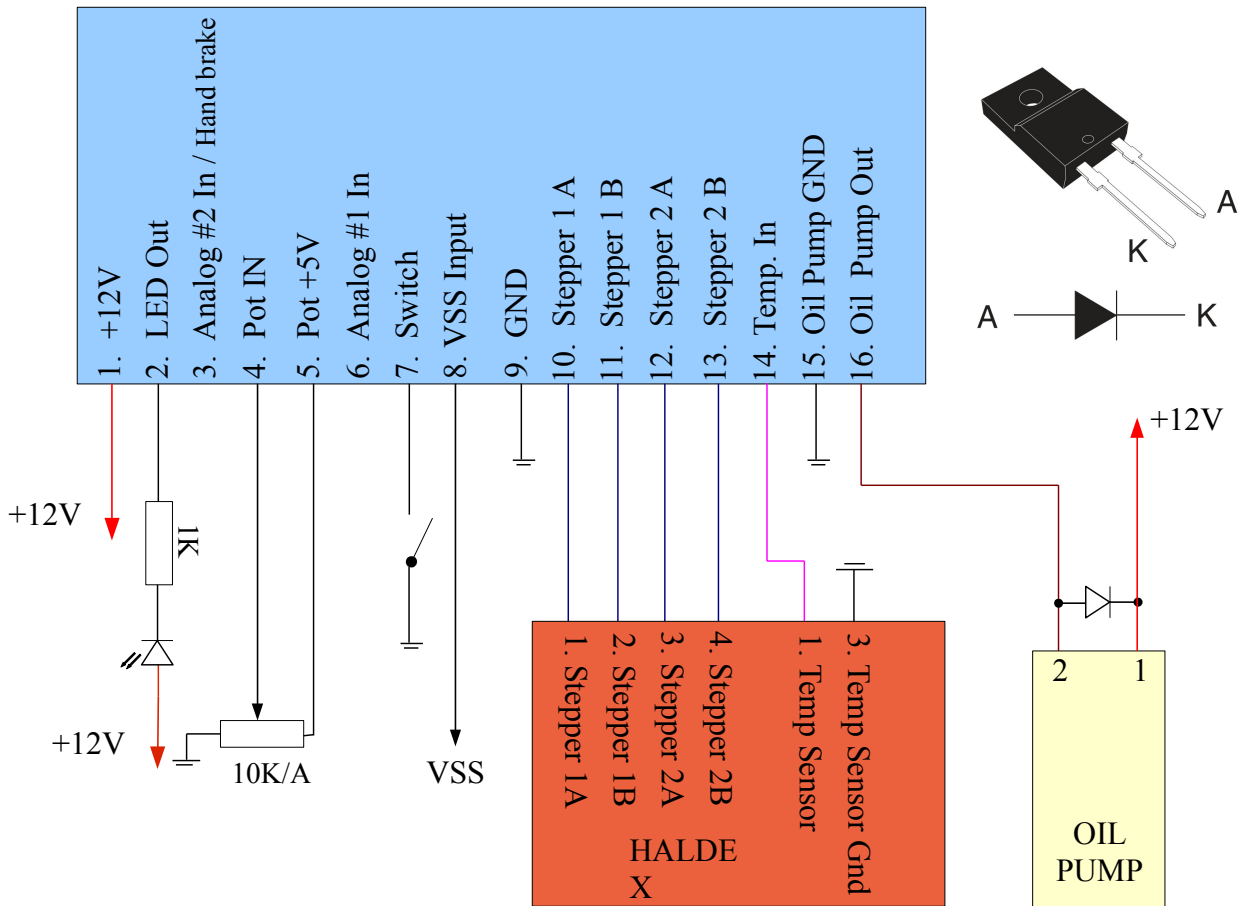 1. +12V
2. LED Out
3. Analog #2 In / Hand brake
4. Pot IN
5. Pot +5V
6. Analog #1 In
7. Switch
8. VSS Input
9. GND
10. Stepper 1 A
11. Stepper 1 B
12. Stepper 2 A
13. Stepper 2 B
14. Temp. In
15. Oil Pump GND
16. Oil Pump Out
A
K
A
K
+12V
+12V
1K
+12V
10K/A
VSS
1. Stepper 1A
2. Stepper 1B
3. Stepper 2A
4. Stepper 2B
1. Temp Sensor
3. Temp Sensor Gnd
HALDE
X
2
1
OIL
PUMP